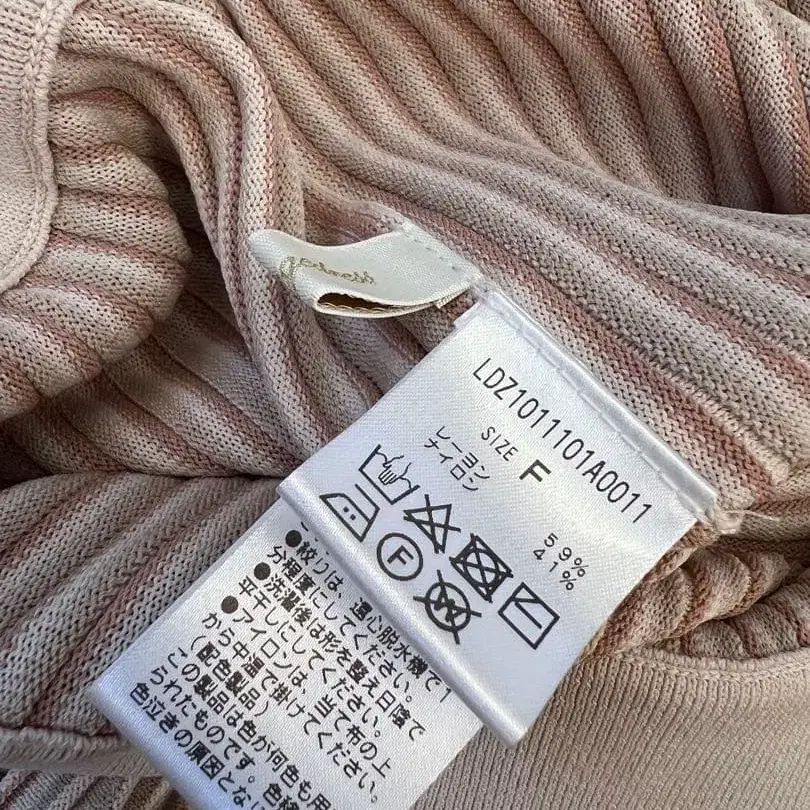 LDZ1011101A0011
SIZE F
レーヨン 59%
ナイロン 41%
F
W
●絞りは、遠心脱水機で1
分程度にしてください。
●洗濯後は形を整え日陰で
平干しにしてください。
●アイロンは、当て布の上
から中温で掛けてください。
(配色製品)
この製品は色が何色も用
られたものです。色糸
色泣きの原因とな